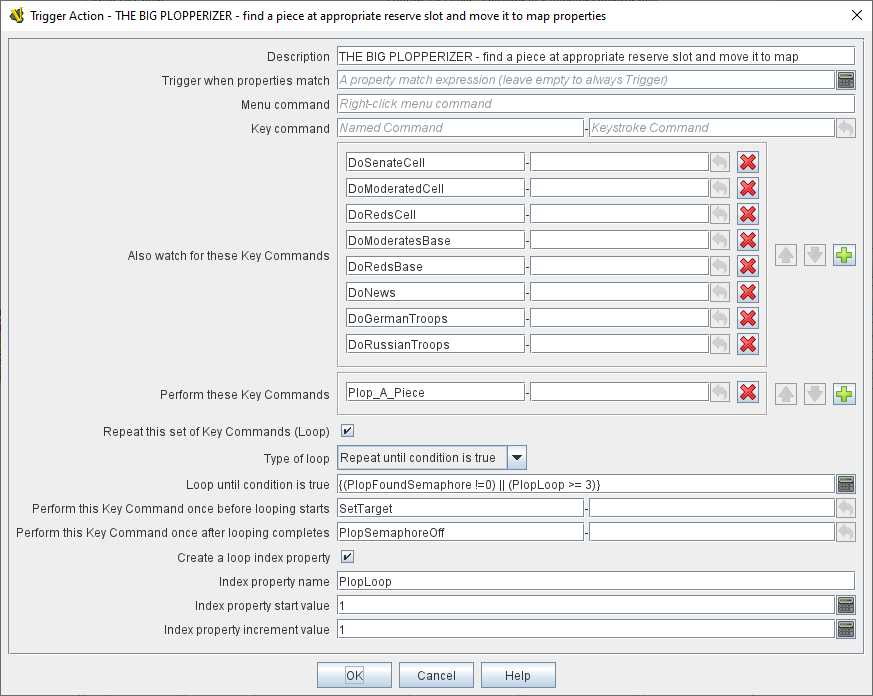 Trigger Action - THE BIG PLOPPERIZER - find a piece at appropriate reserve slot and move it to map properties
Description THE BIG PLOPPERIZER - find a piece at appropriate reserve slot and move it to map
Trigger when properties match A property match expression (leave empty to always Trigger)
Menu command Right-click menu command
Key command Named Command - Keystroke Command
Also watch for these Key Commands
DoSenateCell -
DoModeratedCell -
DoRedsCell -
DoModeratesBase -
DoRedsBase -
DoNews -
DoGermanTroops -
DoRussianTroops -
Perform these Key Commands Plop_A_Piece -
Repeat this set of Key Commands (Loop)
Type of loop Repeat until condition is true
Loop until condition is true {(PlopFoundSemaphore !=0) || (PlopLoop >= 3)}
Perform this Key Command once before looping starts SetTarget -
Perform this Key Command once after looping completes PlopSemaphoreOff -
Create a loop index property
Index property name PlopLoop
Index property start value 1
Index property increment value 1
OK Cancel Help